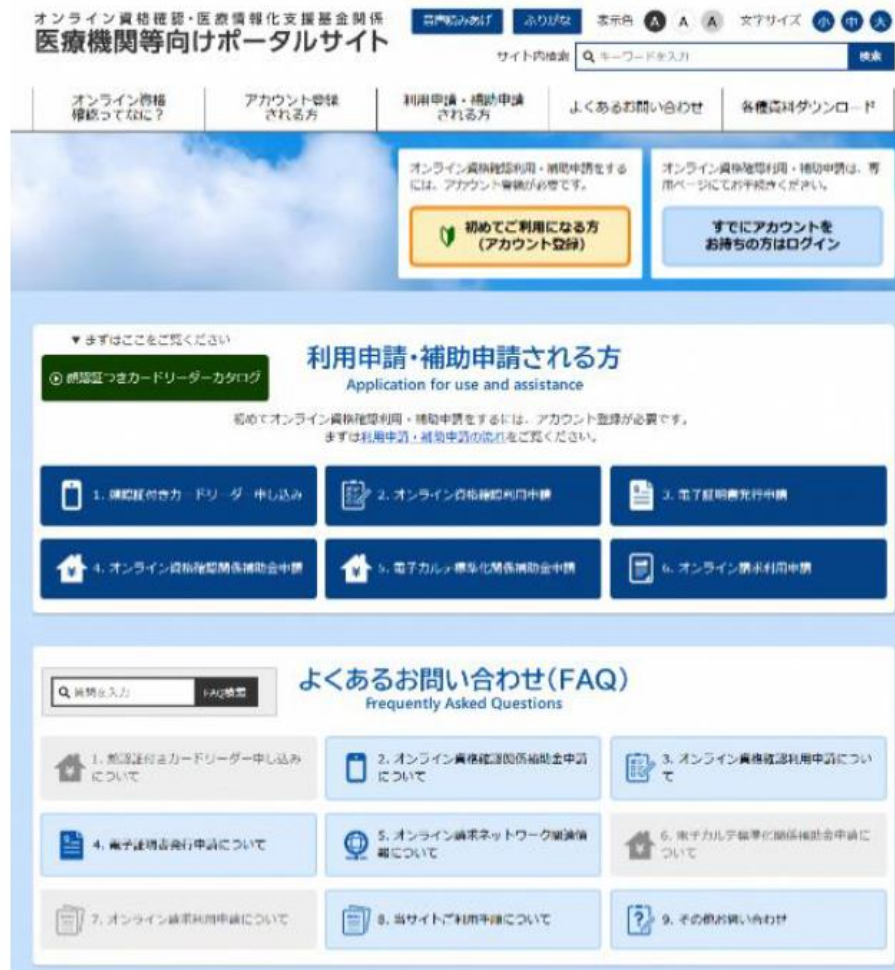 オンライン資格確認・医療情報化支援基金関係
医療機関等向けポータルサイト
音声読みあげ
ふりがな
表示色 A A A
文字サイズ 小 中 大
サイト内検索
キーワードを入力
検索
オンライン資格
確認ってなに？
アカウント登録
される方
利用申請・補助申請
される方
よくあるお問い合わせ
各種資料ダウンロード
オンライン資格確認利用・補助申請をする
には、アカウント登録が必要です。
初めてご利用になる方
(アカウント登録)
オンライン資格確認利用・補助申請は、専
用ページにてお手続きください。
すでにアカウントを
お持ちの方はログイン
▼ まずはここをご覧ください
顔認証つきカードリーダーカタログ
利用申請・補助申請される方
Application for use and assistance
初めてオンライン資格確認利用・補助申請をするには、アカウント登録が必要です。
まずは利用申請・補助申請の流れをご覧ください。
1. 顔認証付きカードリーダー申し込み
2. オンライン資格確認利用申請
3. 電子証明書発行申請
4. オンライン資格確認関係補助金申請
5. 電子カルテ標準化関係補助金申請
6. オンライン請求利用申請
質問を入力
FAQ検索
よくあるお問い合わせ(FAQ)
Frequently Asked Questions
1. 顔認証付きカードリーダー申し込み
について
2. オンライン資格確認関係補助金申請
について
3. オンライン資格確認利用申請につい
て
4. 電子証明書発行申請について
5. オンライン請求ネットワーク関連情
報について
6. 電子カルテ標準化関係補助金申請に
ついて
7. オンライン請求利用申請について
8. 当サイトご利用手順について
9. その他お問い合わせ